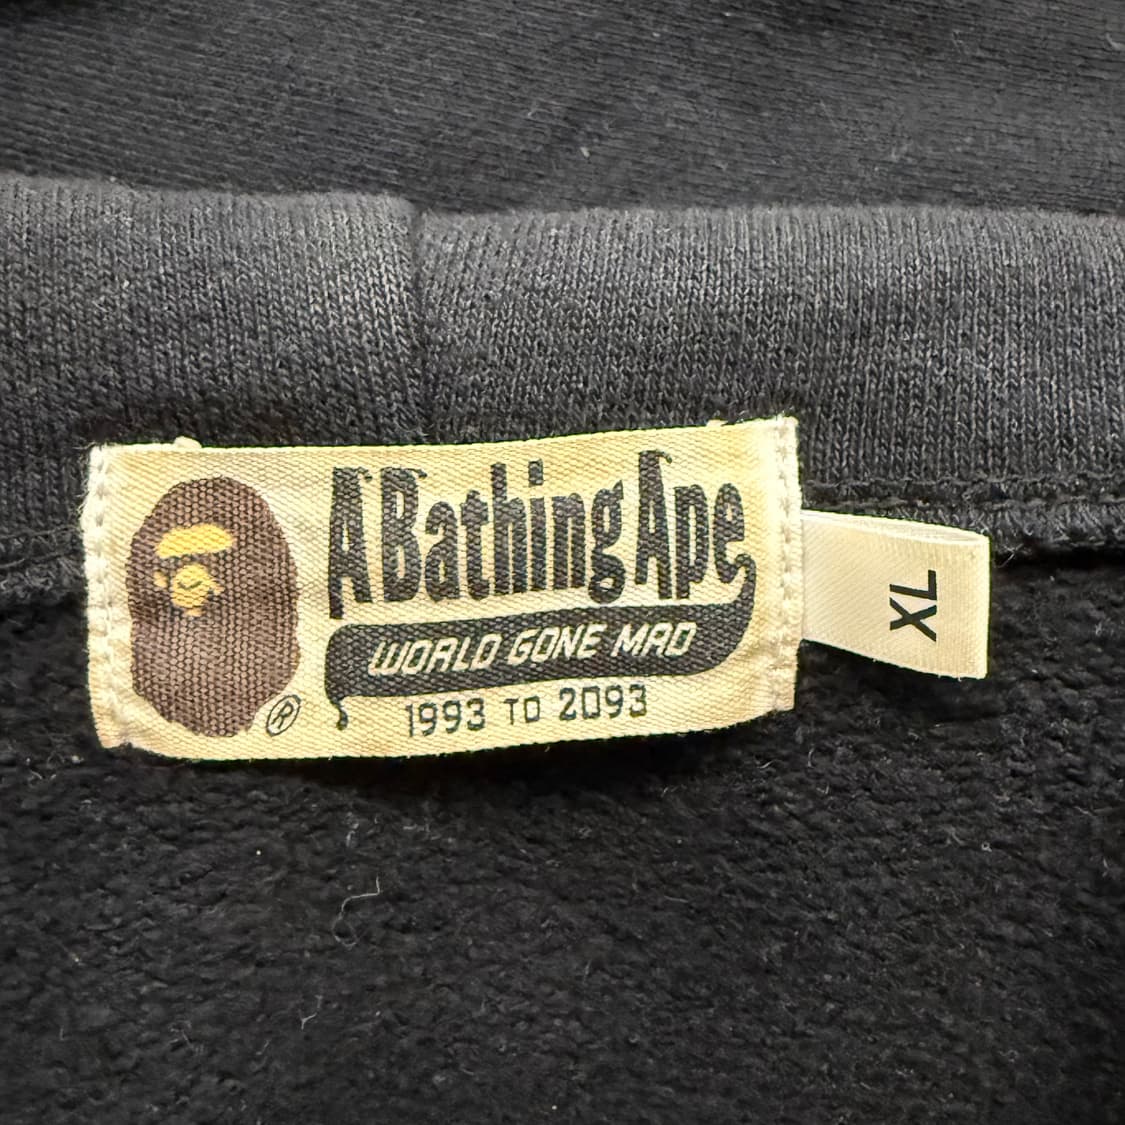 A Bathing Ape
WORLD GONE MAD
1993 TO 2093
®
XL